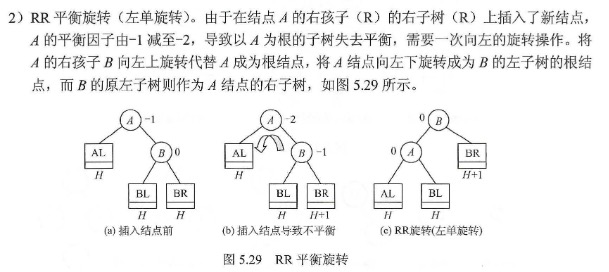 2）RR 平衡旋转（左单旋转）。由于在结点 A 的右孩子（R）的右子树（R）上插入了新结点，
A 的平衡因子由-1 减至-2，导致以 A 为根的子树失去平衡，需要一次向左的旋转操作。将
A 的右孩子 B 向左上旋转代替 A 成为根结点，将 A 结点向左下旋转成为 B 的左子树的根结
点，而 B 的原左子树则作为 A 结点的右子树，如图 5.29 所示。
A -1
AL
H
B 0
BL BR
H H
(a) 插入结点前
A -2
AL
H
B -1
BL BR
H H+1
(b) 插入结点导致不平衡
0 B
0 A
BR
H+1
AL BL
H H
(c) RR旋转(左单旋转)
图 5.29 RR 平衡旋转